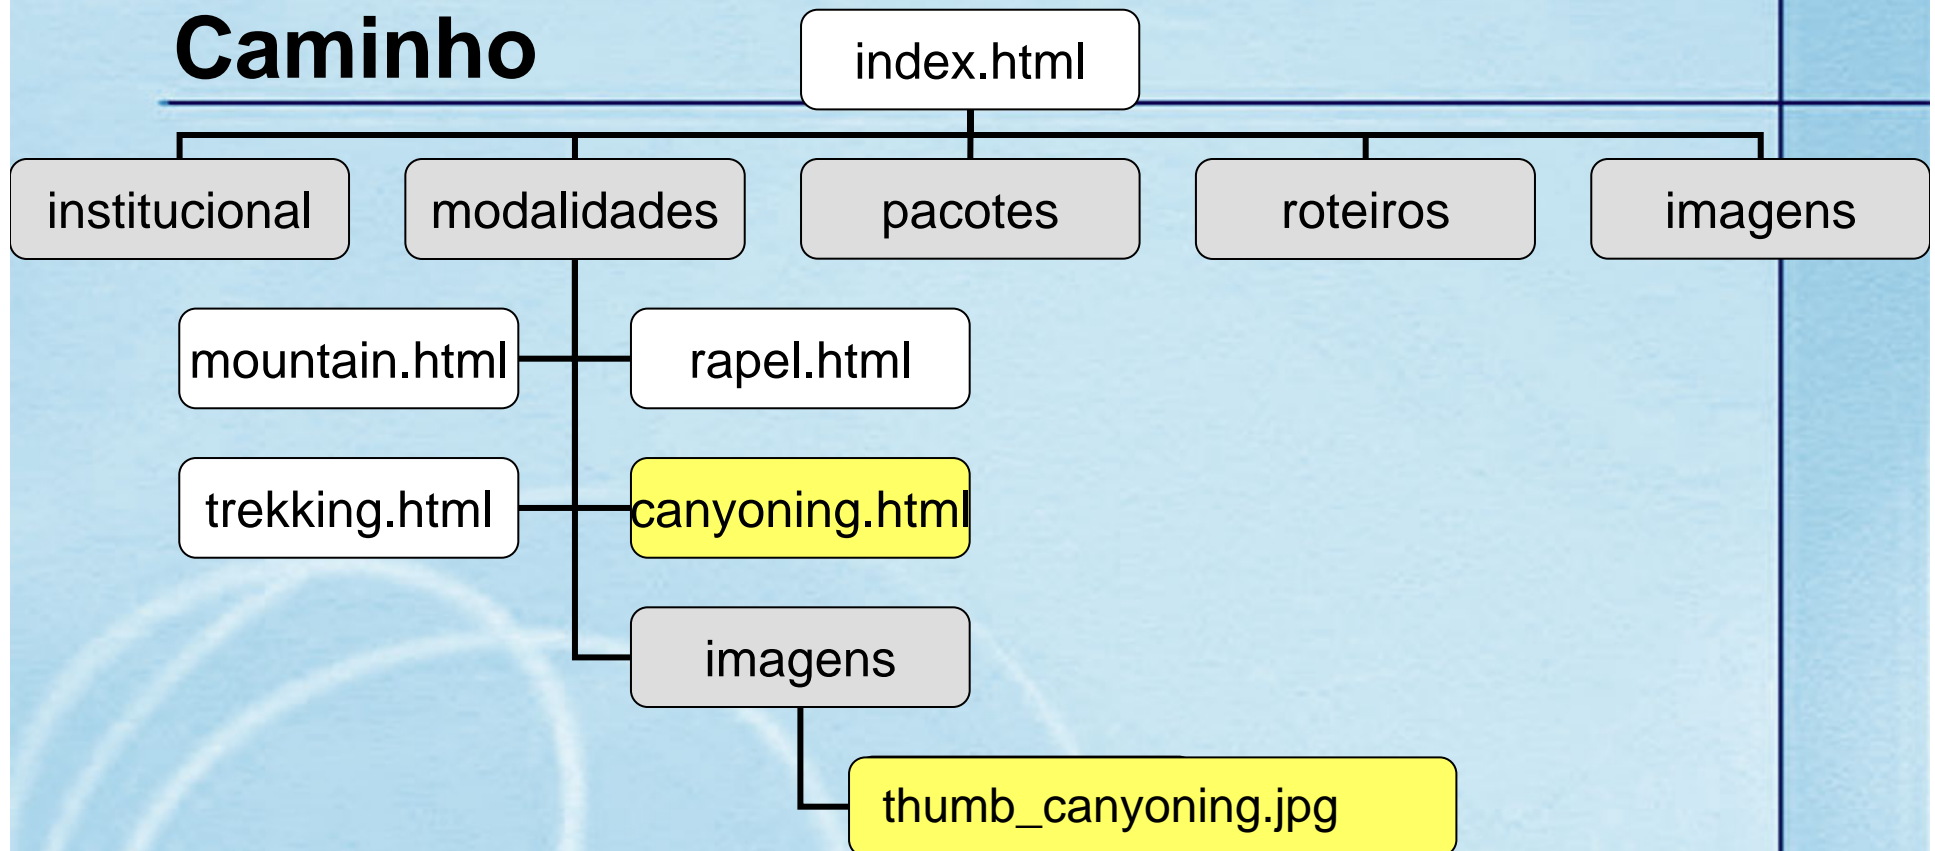 Caminho
index.html
institucional
modalidades
pacotes
roteiros
imagens
mountain.html
rapel.html
trekking.html
canyoning.html
imagens
thumb_canyoning.jpg